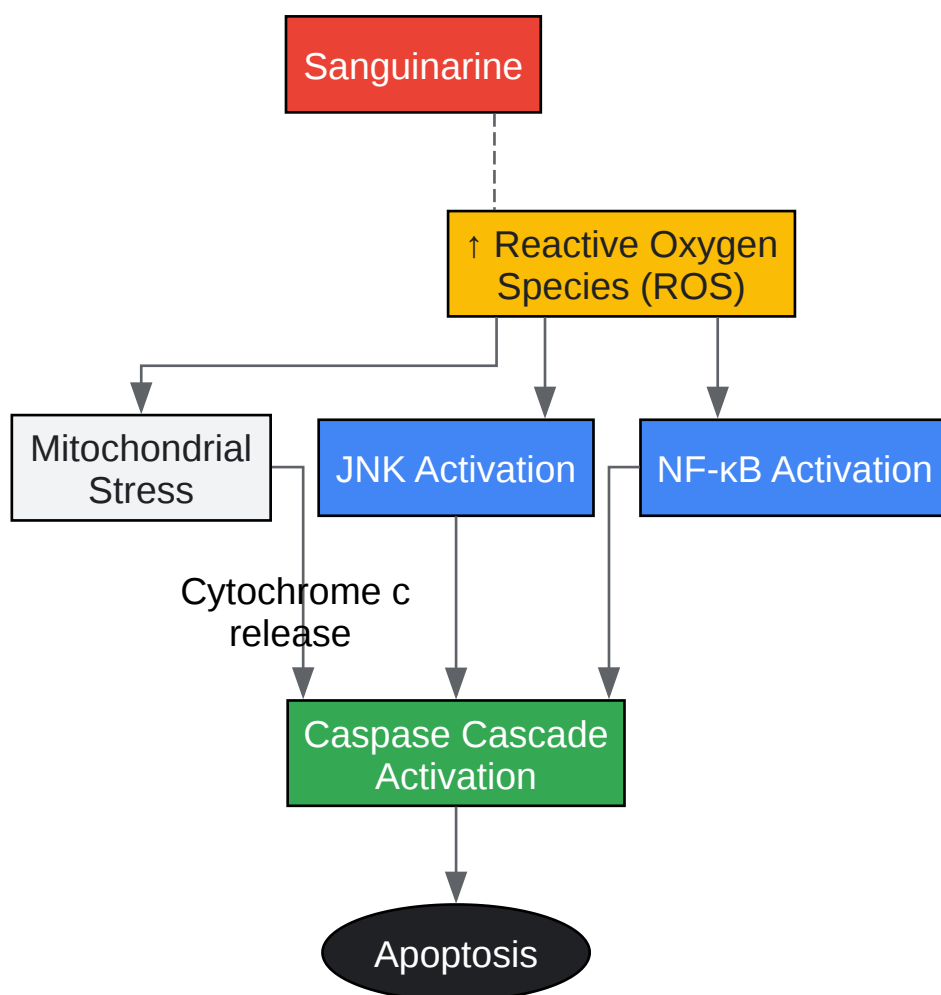 Sanguinarine
↑ Reactive Oxygen
Species (ROS)
Mitochondrial
Stress
JNK Activation
NF-κB Activation
Cytochrome c
release
Caspase Cascade
Activation
Apoptosis